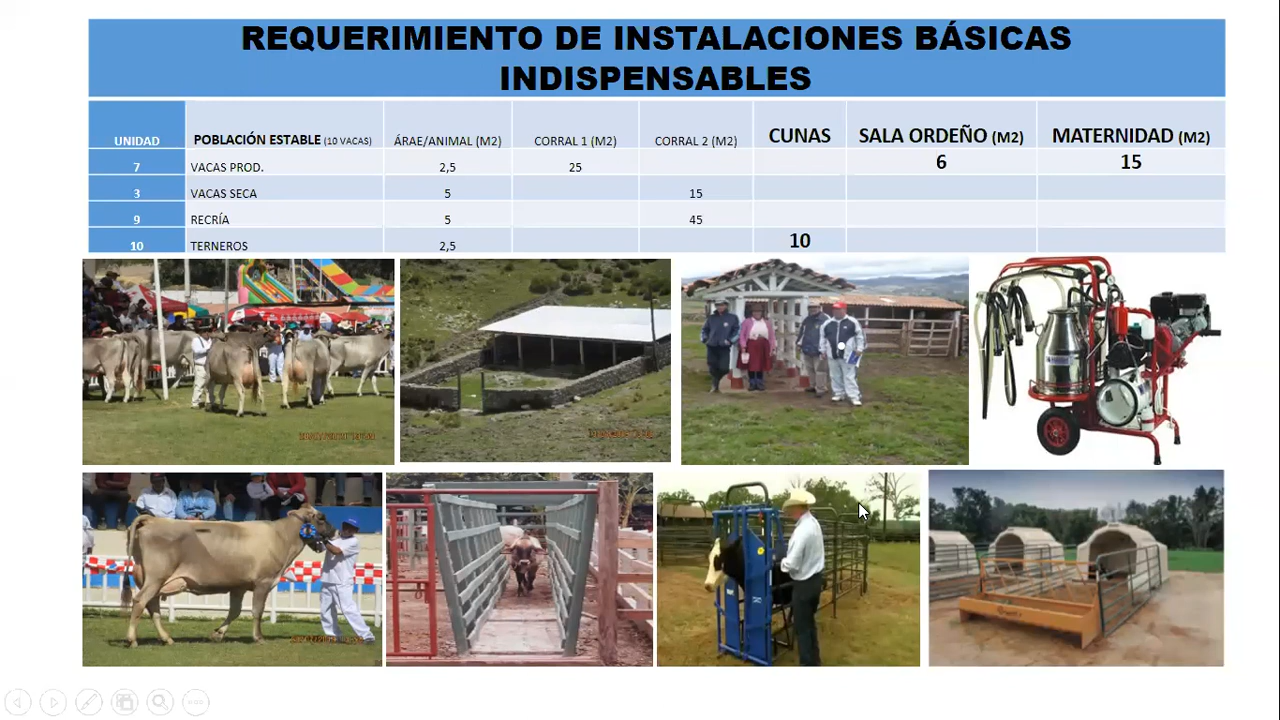 REQUERIMIENTO DE INSTALACIONES BÁSICAS
INDISPENSABLES
UNIDAD POBLACIÓN ESTABLE (10 VACAS) ÁRAE/ANIMAL (M2) CORRAL 1 (M2) CORRAL 2 (M2) CUNAS SALA ORDEÑO (M2) MATERNIDAD (M2)
7 VACAS PROD. 2,5 25 6 15
3 VACAS SECA 5 15
9 RECRÍA 5 45
10 TERNEROS 2,5 10